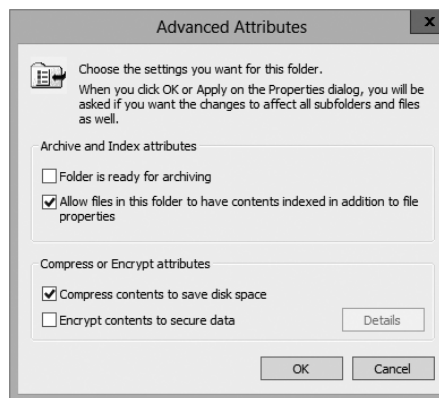 Advanced Attributes
x
Choose the settings you want for this folder.
When you click OK or Apply on the Properties dialog, you will be
asked if you want the changes to affect all subfolders and files
as well.
Archive and Index attributes
Folder is ready for archiving
Allow files in this folder to have contents indexed in addition to file
properties
Compress or Encrypt attributes
Compress contents to save disk space
Encrypt contents to secure data
Details
OK
Cancel